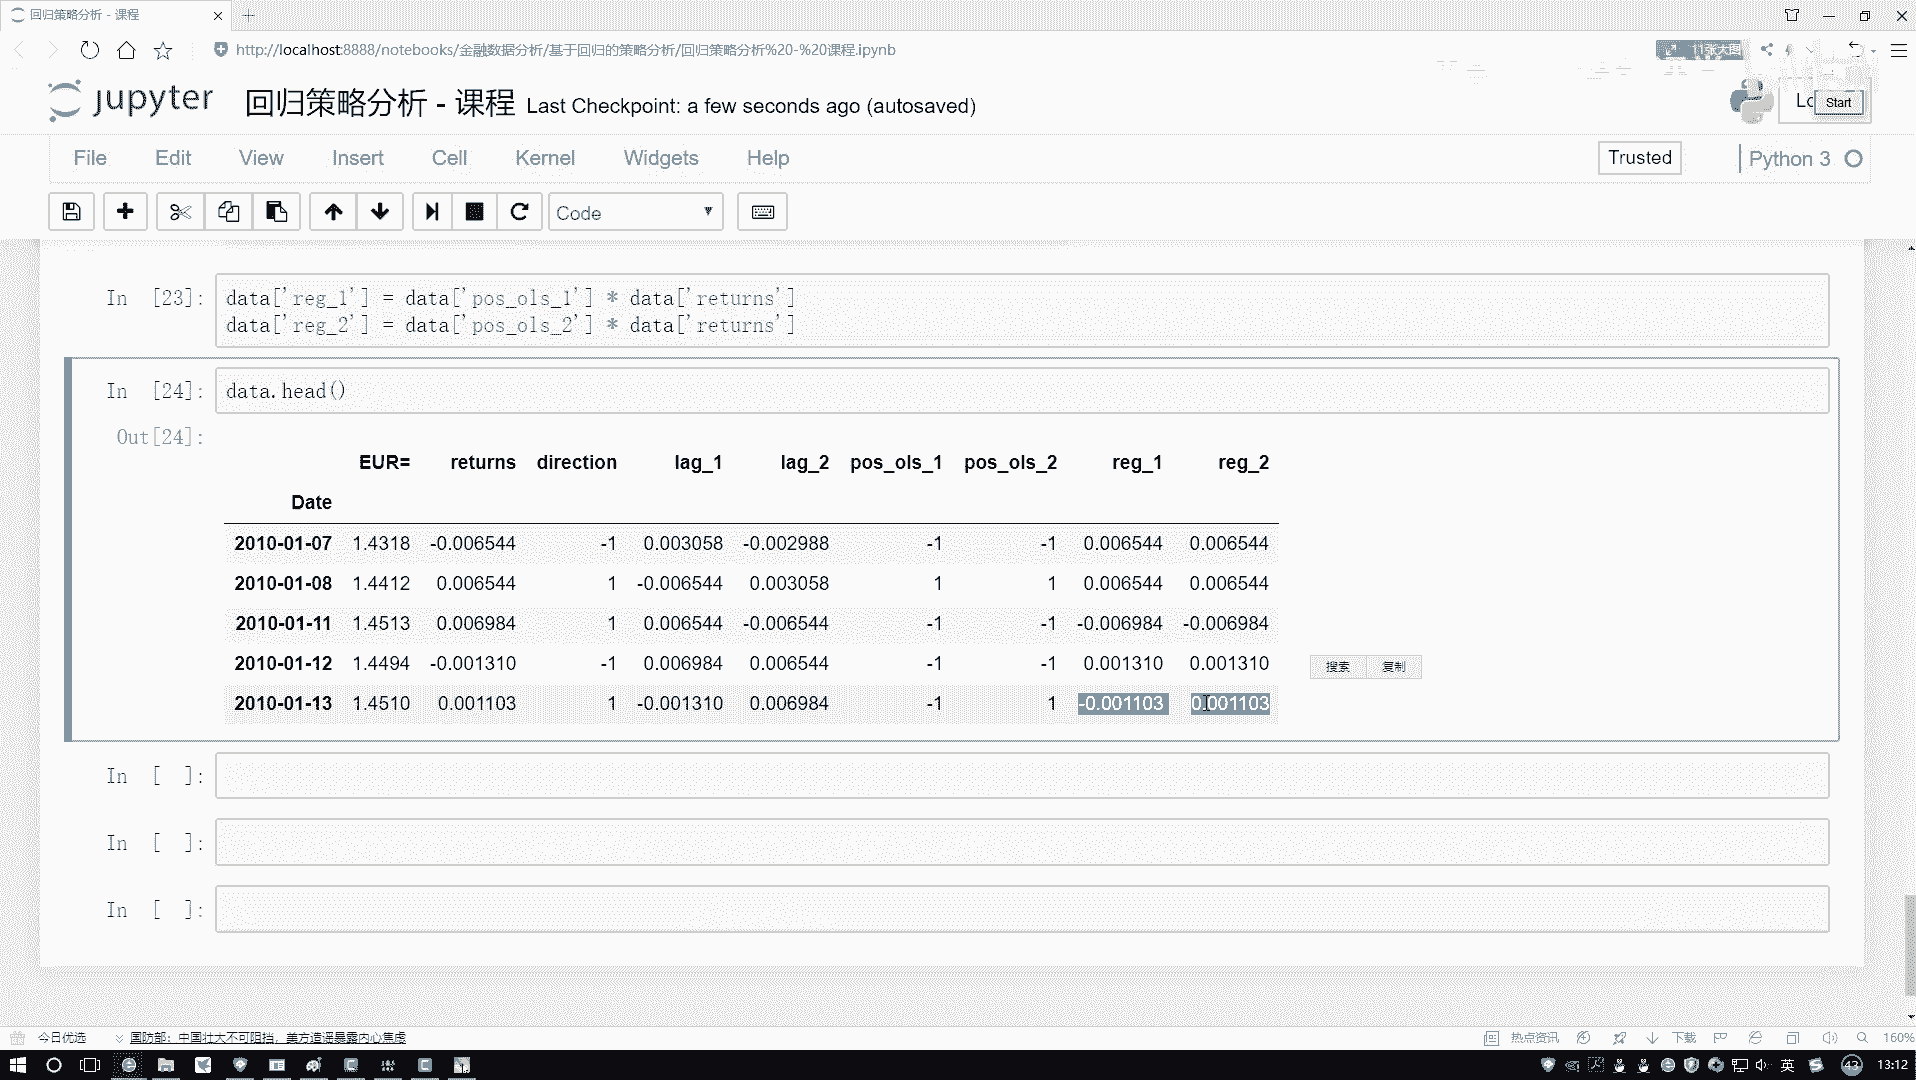 回归策略分析 - 课程
http://localhost:8888/notebooks/金融数据分析/基于回归的策略分析/回归策略分析%20-%20课程.ipynb
11张大图
jupyter 回归策略分析 - 课程 Last Checkpoint: a few seconds ago (autosaved)
Start
File Edit View Insert Cell Kernel Widgets Help
Trusted Python 3
Code
In [23]: data['reg_1'] = data['pos_ols_1'] * data['returns']
data['reg_2'] = data['pos_ols_2'] * data['returns']
In [24]: data.head()
Out[24]:
EUR= returns direction lag_1 lag_2 pos_ols_1 pos_ols_2 reg_1 reg_2
Date
2010-01-07 1.4318 -0.006544 -1 0.003058 -0.002988 -1 -1 0.006544 0.006544
2010-01-08 1.4412 0.006544 1 -0.006544 0.003058 1 1 0.006544 0.006544
2010-01-11 1.4513 0.006984 1 0.006544 -0.006544 -1 -1 -0.006984 -0.006984
2010-01-12 1.4494 -0.001310 -1 0.006984 0.006544 -1 -1 0.001310 0.001310
搜索 复制
2010-01-13 1.4510 0.001103 1 -0.001310 0.006984 -1 1 -0.001103 0.001103
In [ ]:
In [ ]:
In [ ]:
今日优选 国防部：中国壮大不可阻挡，美方造谣暴露内心焦虑 热点资讯 下载 160%
英 43 13:12